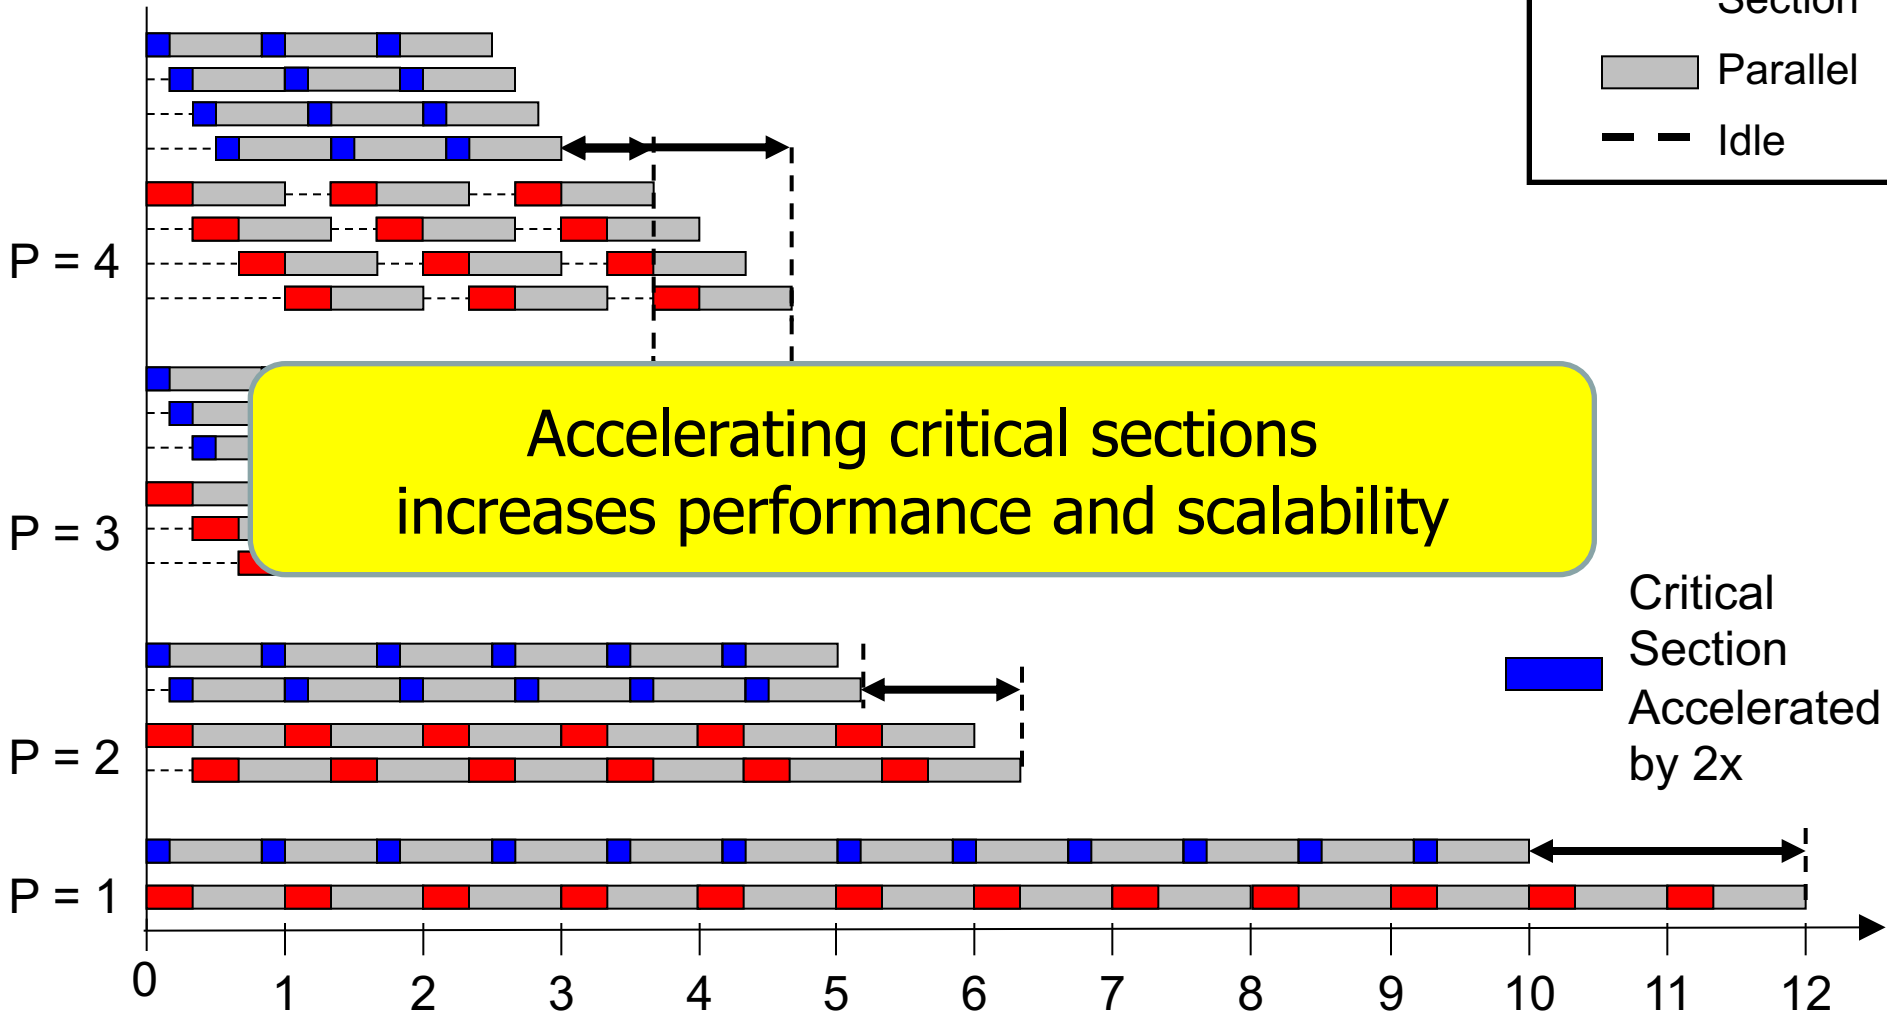 Section
Parallel
Idle
P = 4
Accelerating critical sections
increases performance and scalability
P = 3
Critical
Section
Accelerated
by 2x
P = 2
P = 1
0 1 2 3 4 5 6 7 8 9 10 11 12